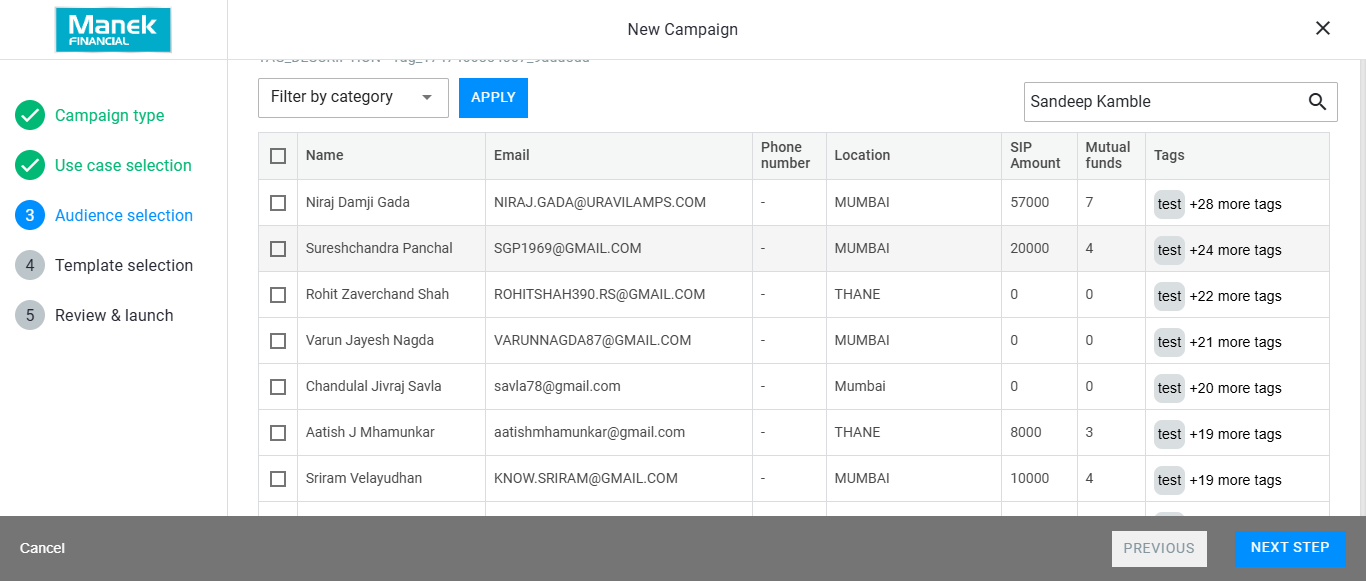 Manek
FINANCIAL
New Campaign
Campaign type
Use case selection
3 Audience selection
4 Template selection
5 Review & launch
Filter by category
APPLY
Sandeep Kamble
Name Email Phone number Location SIP Amount Mutual funds Tags
Niraj Damji Gada NIRAJ.GADA@URAVILAMPS.COM - MUMBAI 57000 7 test +28 more tags
Sureshchandra Panchal SGP1969@GMAIL.COM - MUMBAI 20000 4 test +24 more tags
Rohit Zaverchand Shah ROHITSHAH390.RS@GMAIL.COM - THANE 0 0 test +22 more tags
Varun Jayesh Nagda VARUNNAGDA87@GMAIL.COM - MUMBAI 0 0 test +21 more tags
Chandulal Jivraj Savla savla78@gmail.com - Mumbai 0 0 test +20 more tags
Aatish J Mhamunkar aatishmhamunkar@gmail.com - THANE 8000 3 test +19 more tags
Sriram Velayudhan KNOW.SRIRAM@GMAIL.COM - MUMBAI 10000 4 test +19 more tags
Cancel
PREVIOUS
NEXT STEP